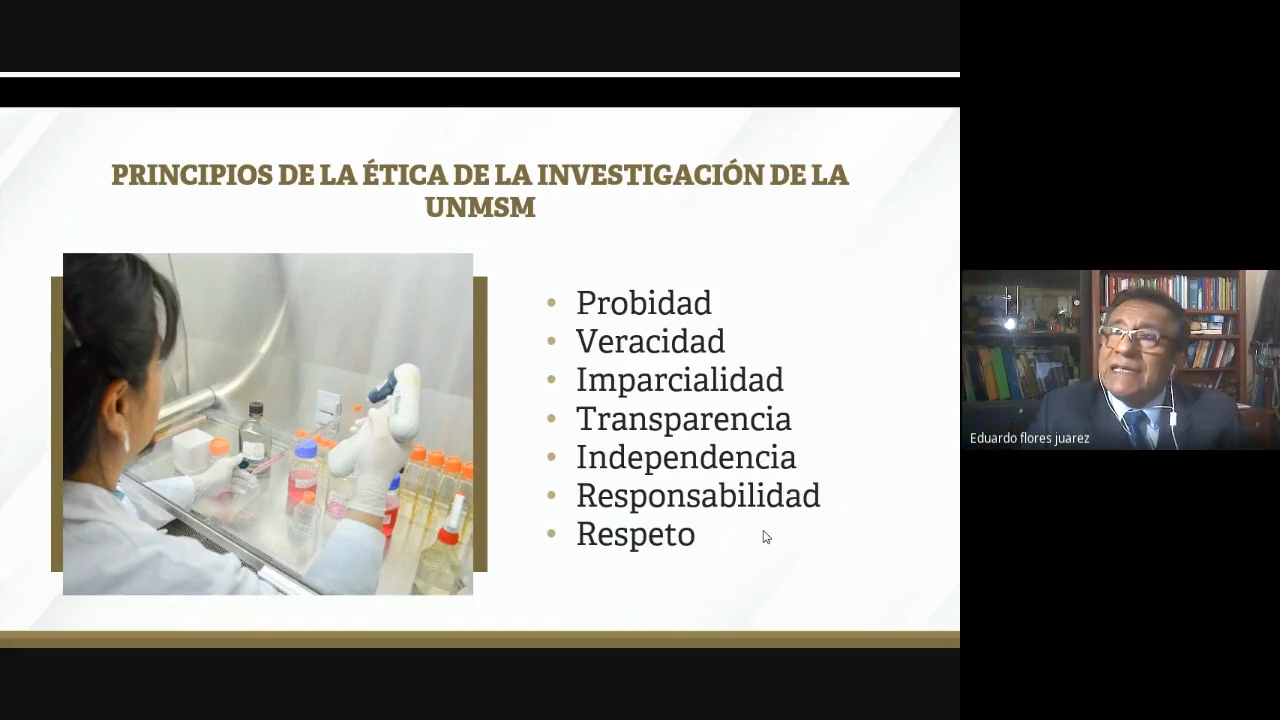 PRINCIPIOS DE LA ÉTICA DE LA INVESTIGACIÓN DE LA
UNMSM
• Probidad
• Veracidad
• Imparcialidad
• Transparencia
• Independencia
• Responsabilidad
• Respeto
Eduardo flores juarez